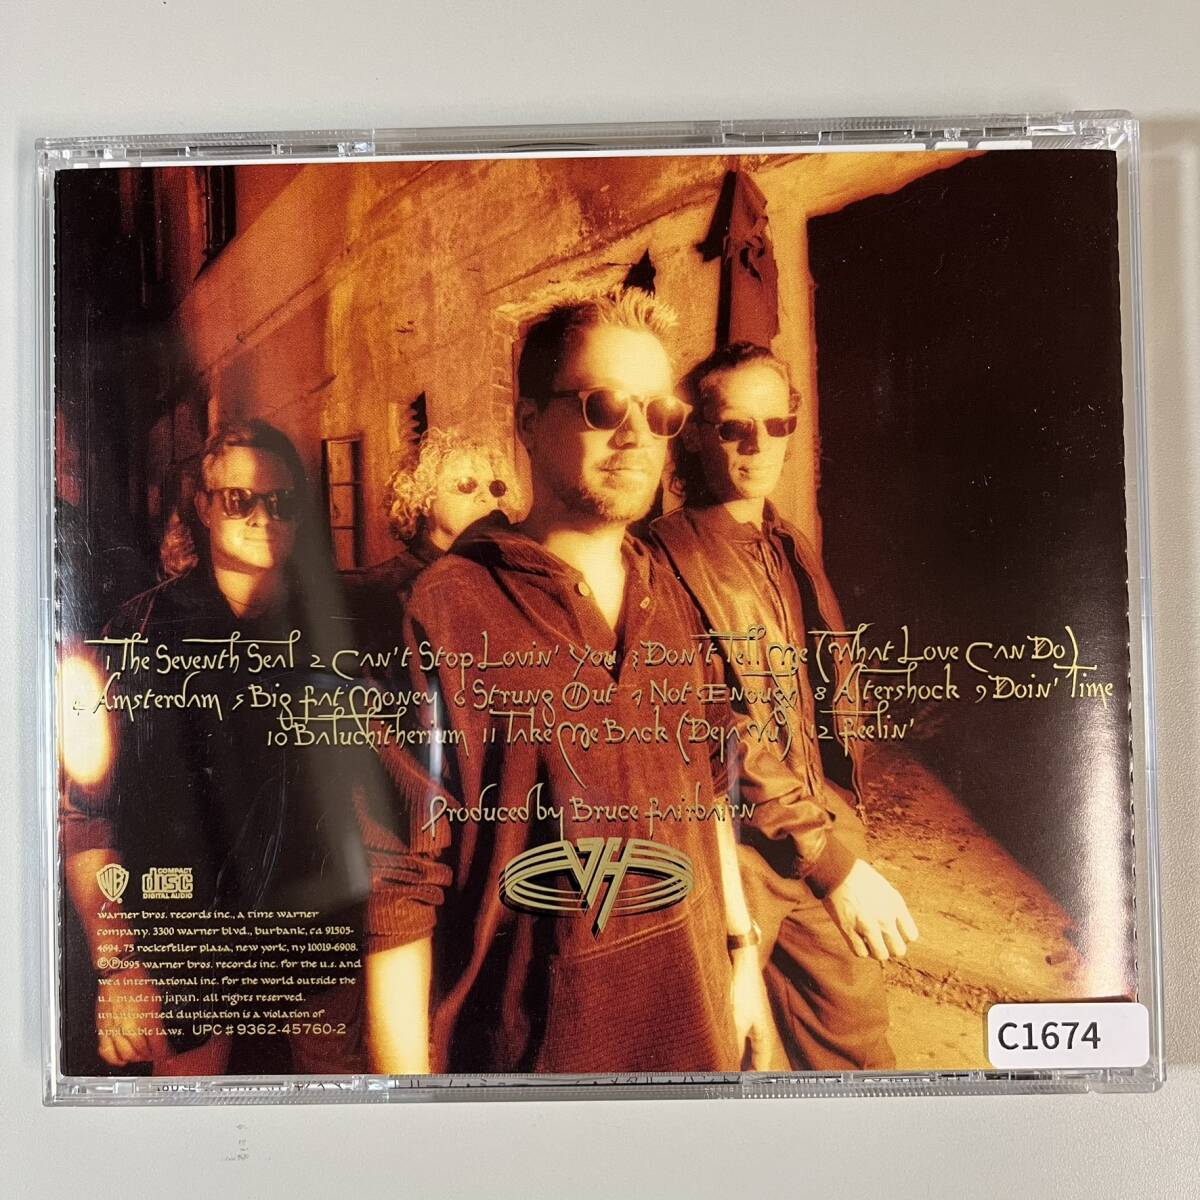 1 The Seventh Seal 2 Can't Stop Lovin' You 3 Don't Tell Me (What Love Can Do)
4 Amsterdam 5 Big Fat Money 6 Strung Out 7 Not Enough 8 Aftershock 9 Doin' Time
10 Baluchitherium 11 Take Me Back (Deja Vu) 12 Feelin'
Produced by Bruce Fairbairn
VH
WB
COMPACT
disc
DIGITAL AUDIO
warner bros. records inc., a time warner
company. 3300 warner blvd., burbank, ca 91505-
4694. 75 rockefeller plaza, new york, ny 10019-6908.
©℗1995 warner bros. records inc. for the u.s. and
wea international inc. for the world outside the
u.s. made in japan. all rights reserved.
unauthorized duplication is a violation of
applicable laws. UPC # 9362-45760-2
C1674